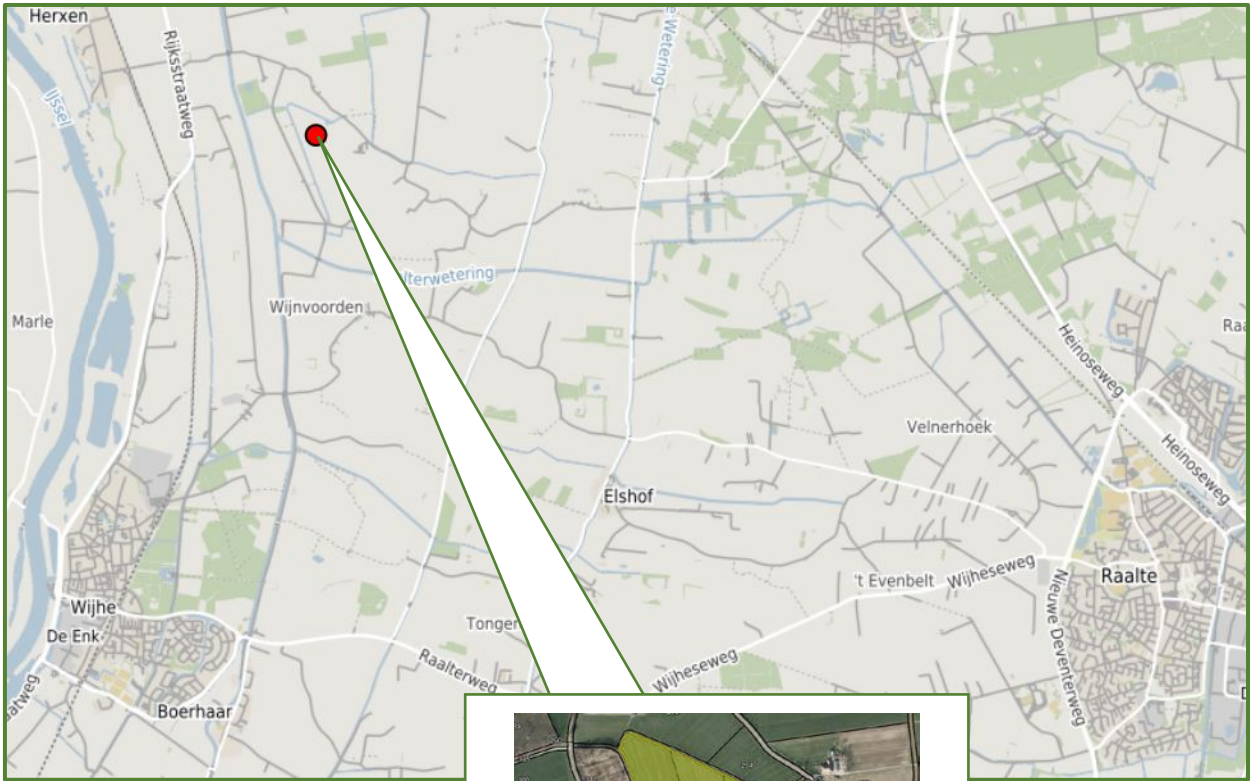 Herxen
Rijksstraatweg
IJssel
e Wetering
lterwetering
Wijnvoorden
Marle
Raa
Heinoseweg
Velnerhoek
Heinoseweg
Elshof
't Evenbelt
Wijheseweg
Raalte
Nieuwe Deventerweg
Wijhe
De Enk
Tonger
Raalterweg
Wijheseweg
Boerhaar
aatweg
D